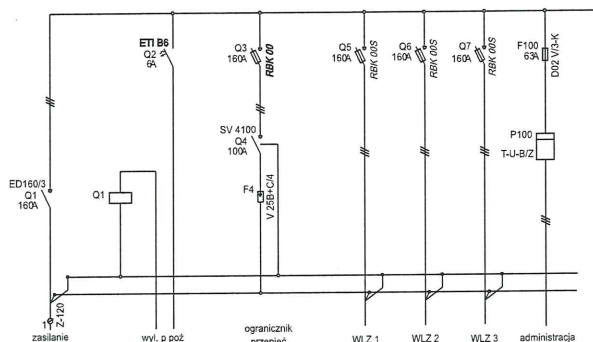 ETI B6
Q2
6A
Q3
160A
RBK 00
Q5
160A
RBK 00S
Q6
160A
RBK 00S
Q7
160A
RBK 00S
F100
63A
D02 V/3-K
SV 4100
Q4
100A
P100
T-U-B/Z
ED160/3
Q1
160A
Q1
F4
V 25B+C/4
1
Z-120
zasilanie
wył. p.poż
ogranicznik
przepięć
WLZ 1
WLZ 2
WLZ 3
administracja